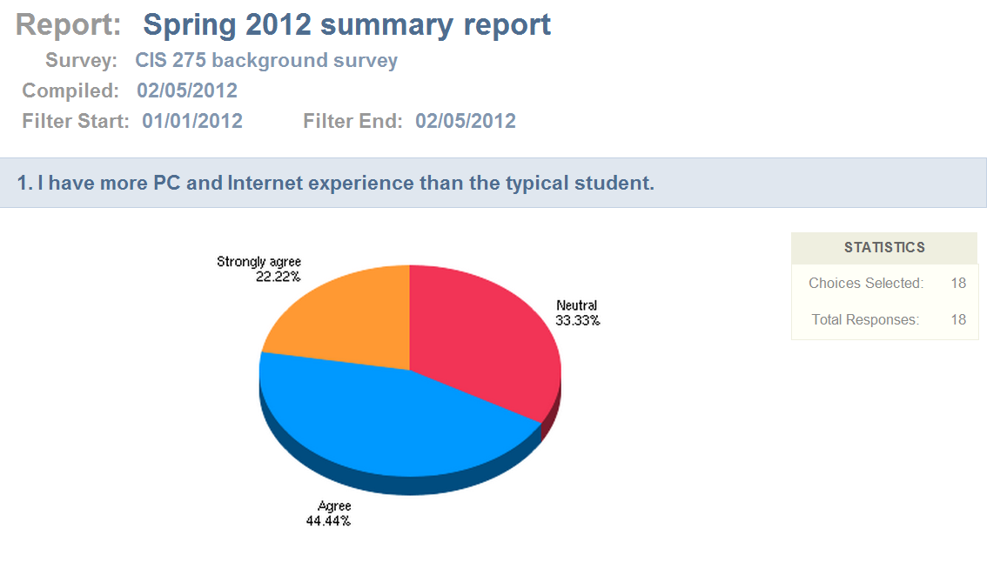 Report: Spring 2012 summary report
Survey: CIS 275 background survey
Compiled: 02/05/2012
Filter Start: 01/01/2012 Filter End: 02/05/2012
1. I have more PC and Internet experience than the typical student.
STATISTICS
Choices Selected: 18
Total Responses: 18
Strongly agree
22.22%
Neutral
33.33%
Agree
44.44%